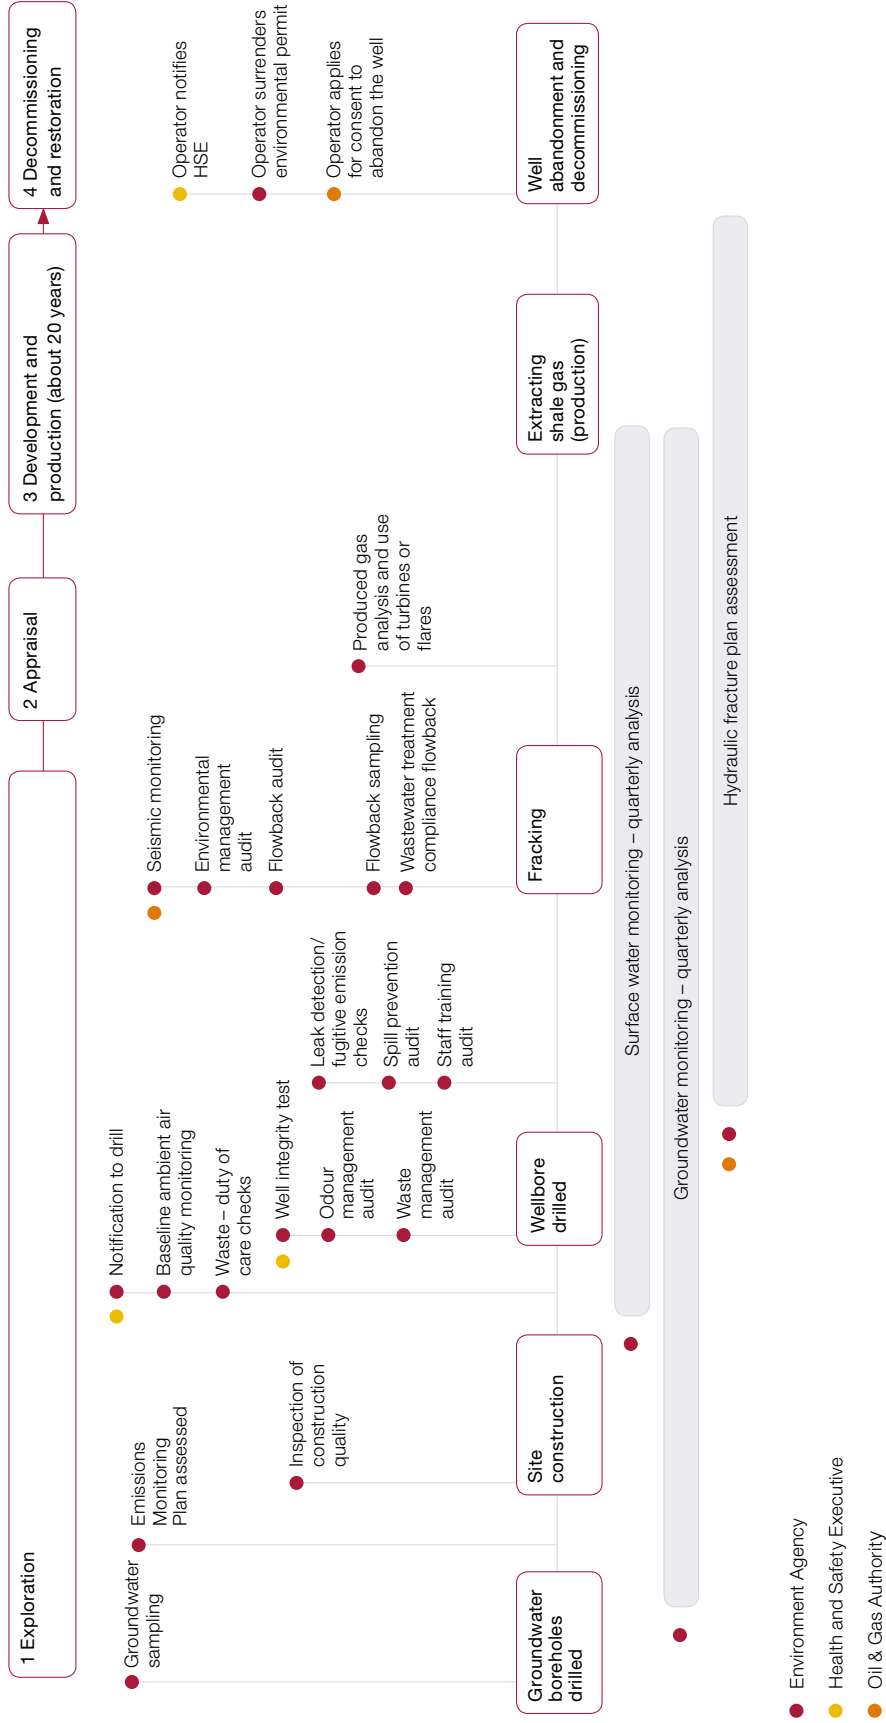 1 Exploration
2 Appraisal
3 Development and
production (about 20 years)
4 Decommissioning
and restoration
Groundwater
sampling
Emissions
Monitoring
Plan assessed
Inspection of
construction
quality
Notification to drill
Baseline ambient air
quality monitoring
Waste – duty of
care checks
Well integrity test
Odour
management
audit
Waste
management
audit
Leak detection/
fugitive emission
checks
Spill prevention
audit
Staff training
audit
Seismic monitoring
Environmental
management
audit
Flowback audit
Flowback sampling
Wastewater treatment
compliance flowback
Produced gas
analysis and use
of turbines or
flares
Operator notifies
HSE
Operator surrenders
environmental permit
Operator applies
for consent to
abandon the well
Groundwater
boreholes
drilled
Site
construction
Wellbore
drilled
Fracking
Extracting
shale gas
(production)
Well
abandonment and
decommissioning
Surface water monitoring – quarterly analysis
Groundwater monitoring – quarterly analysis
Hydraulic fracture plan assessment
Environment Agency
Health and Safety Executive
Oil & Gas Authority